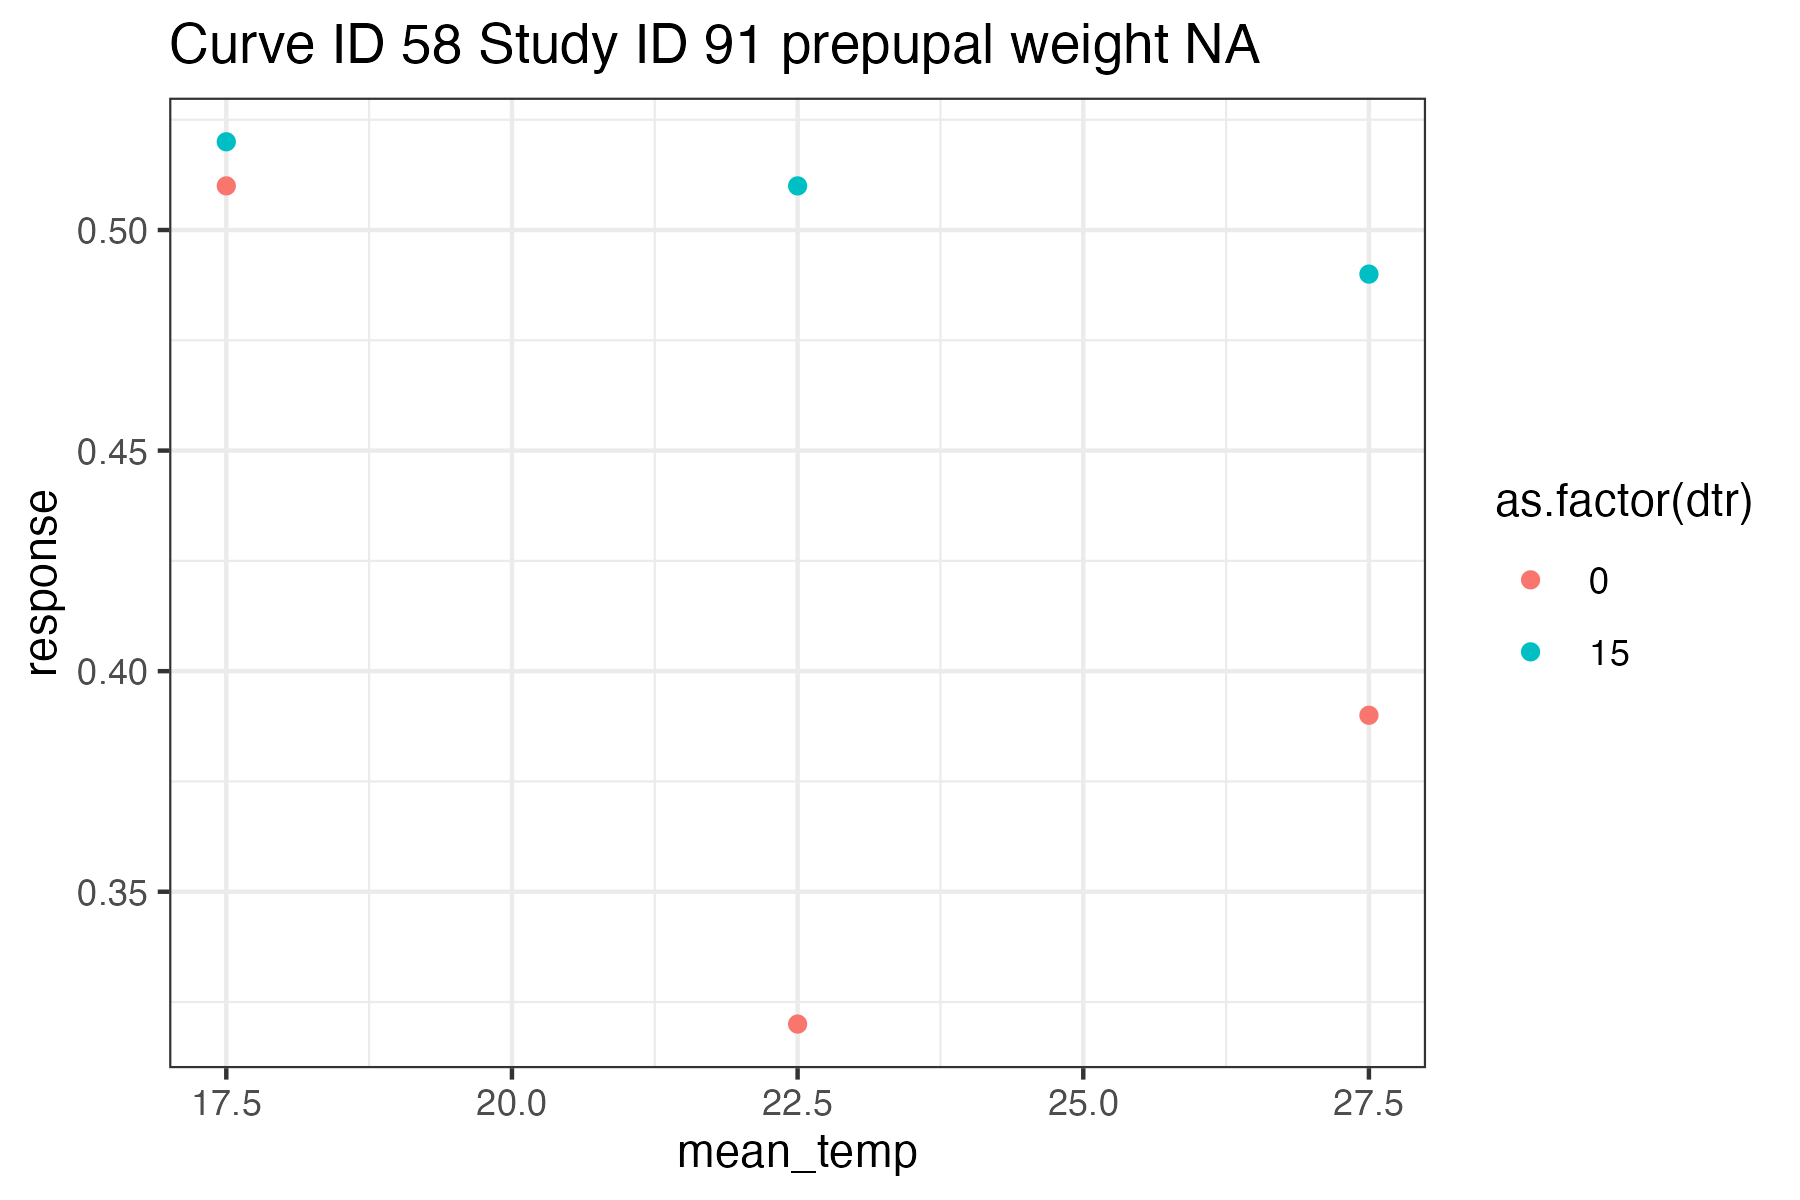 Curve ID 58 Study ID 91 prepupal weight NA
0.50
0.45
0.40
0.35
response
17.5 20.0 22.5 25.0 27.5
mean_temp
as.factor(dtr)
0
15